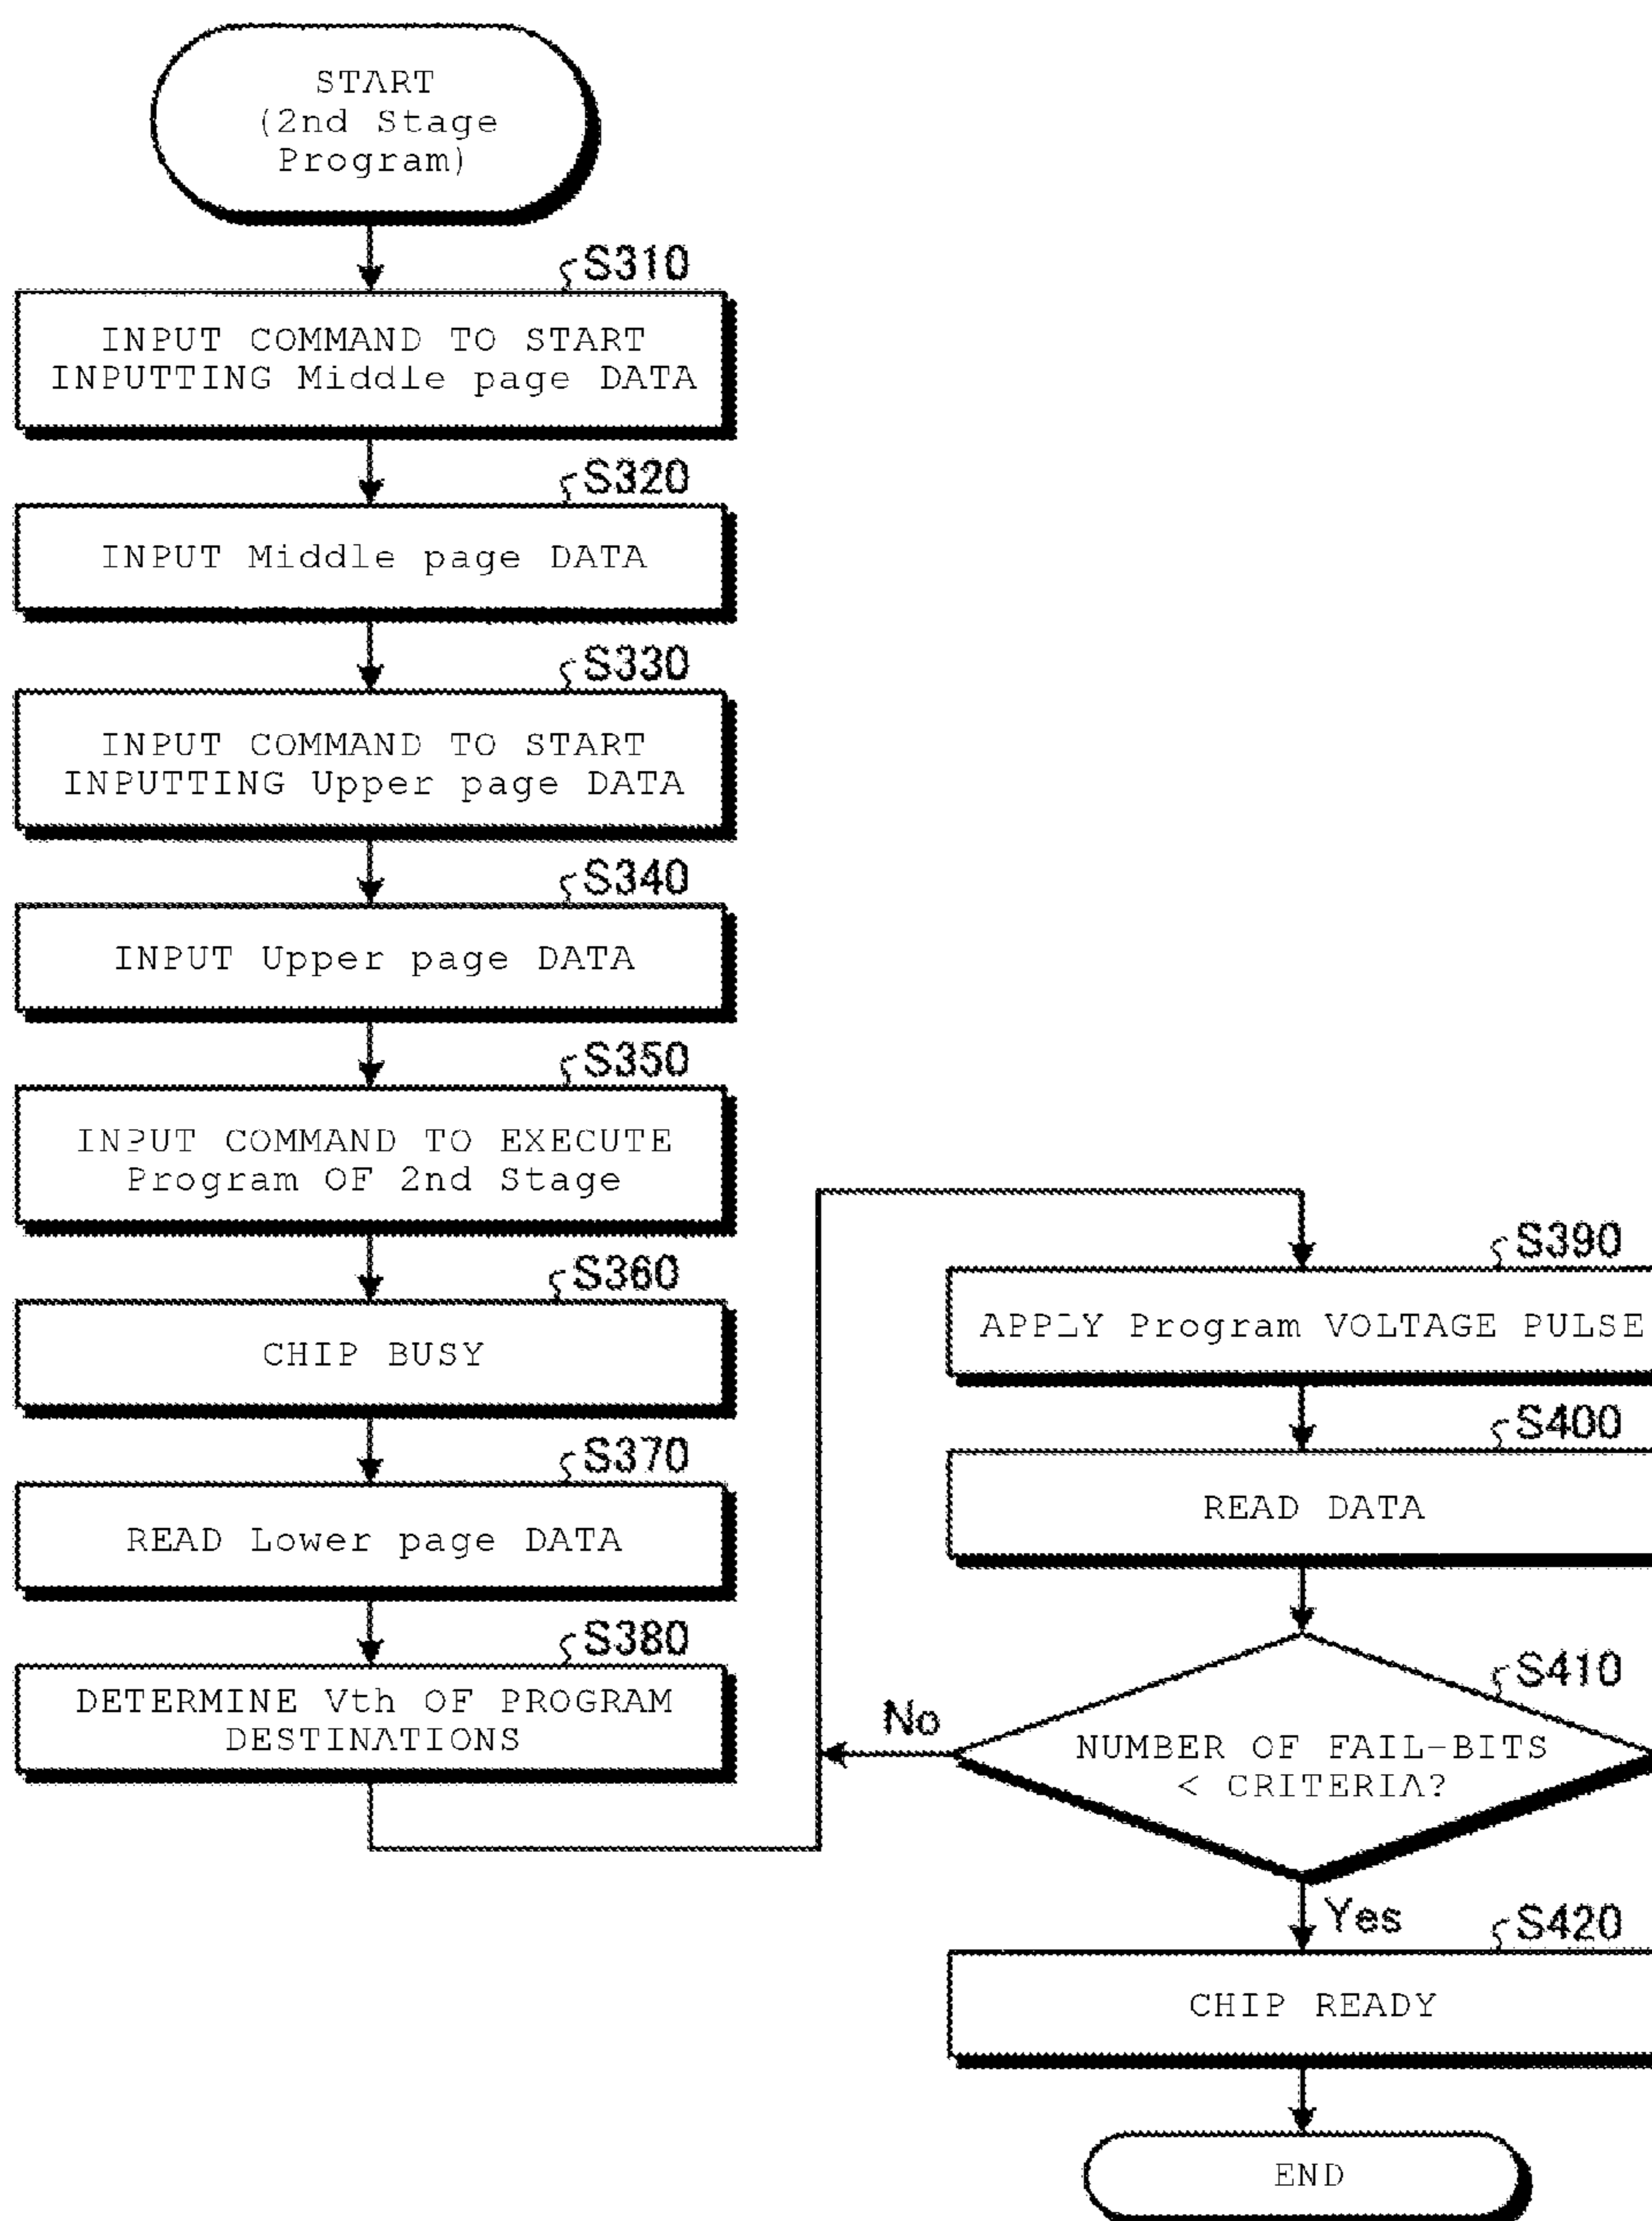 START
(2nd Stage
Program)
S310
INPUT COMMAND TO START
INPUTTING Middle page DATA
S320
INPUT Middle page DATA
S330
INPUT COMMAND TO START
INPUTTING Upper page DATA
S340
INPUT Upper page DATA
S350
INPUT COMMAND TO EXECUTE
Program OF 2nd Stage
S360
CHIP BUSY
S370
READ Lower page DATA
S380
DETERMINE Vth OF PROGRAM
DESTINATIONS
S390
APPLY Program VOLTAGE PULSE
S400
READ DATA
S410
No
NUMBER OF FAIL-BITS
< CRITERIA?
Yes
S420
CHIP READY
END